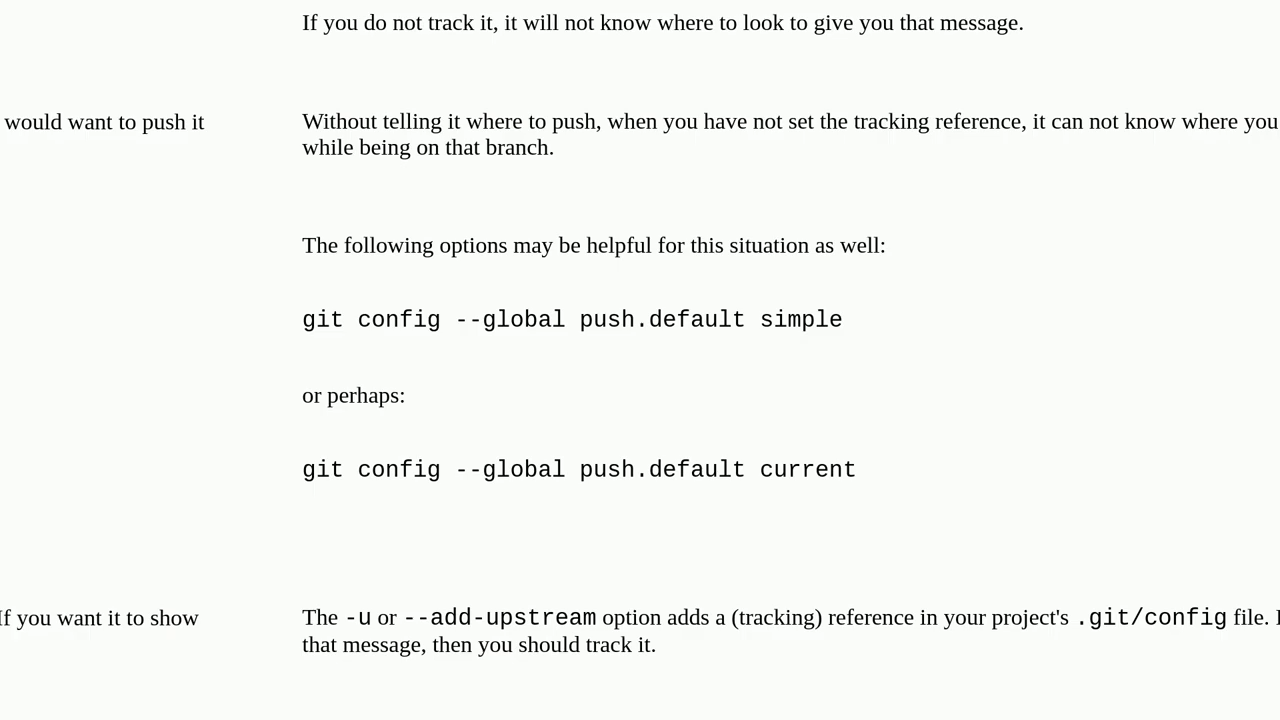 If you do not track it, it will not know where to look to give you that message.
Without telling it where to push, when you have not set the tracking reference, it can not know where you
would want to push it
while being on that branch.
The following options may be helpful for this situation as well:
git config --global push.default simple
or perhaps:
git config --global push.default current
The -u or --add-upstream option adds a (tracking) reference in your project's .git/config file. I
If you want it to show
that message, then you should track it.